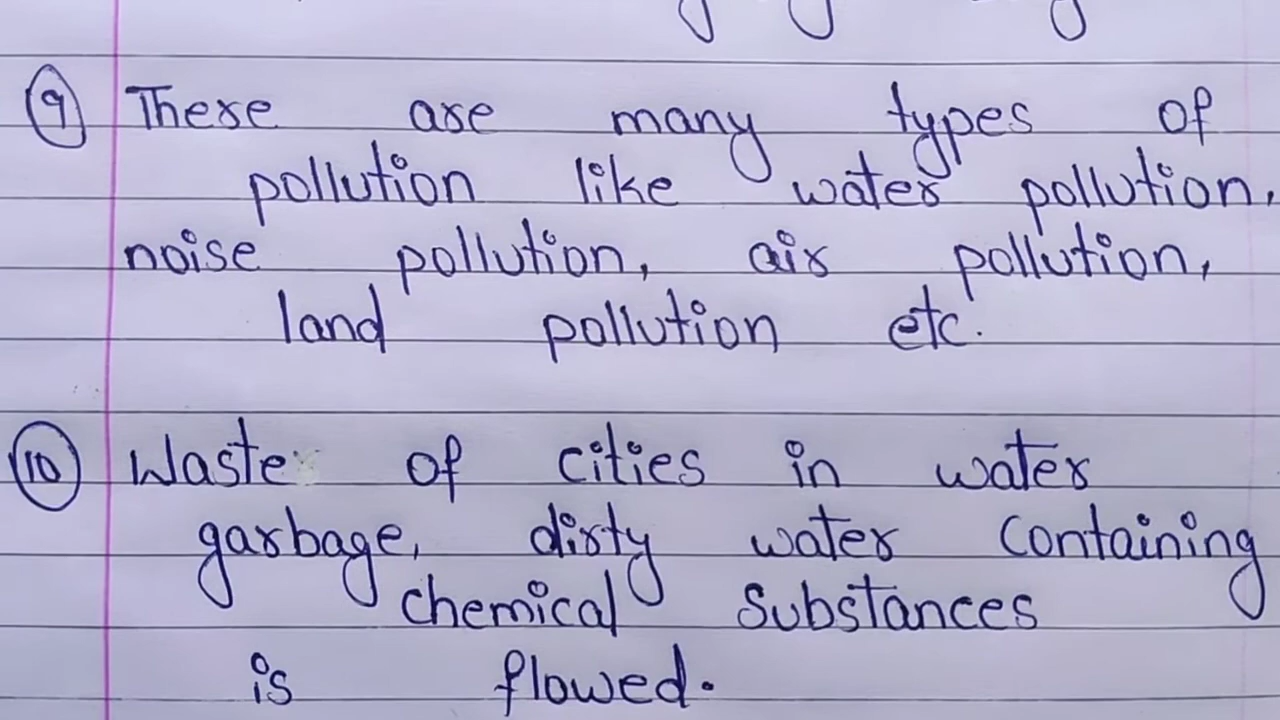 9 There are many types of
pollution like water pollution,
noise pollution, air pollution,
land pollution etc.
10 Waste of cities in water
garbage, dirty water containing
chemical substances
is flowed.